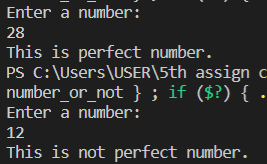 Enter a number:
28
This is perfect number.
PS C:\Users\USER\5th assign c
number_or_not } ; if ($?) { .
Enter a number:
12
This is not perfect number.